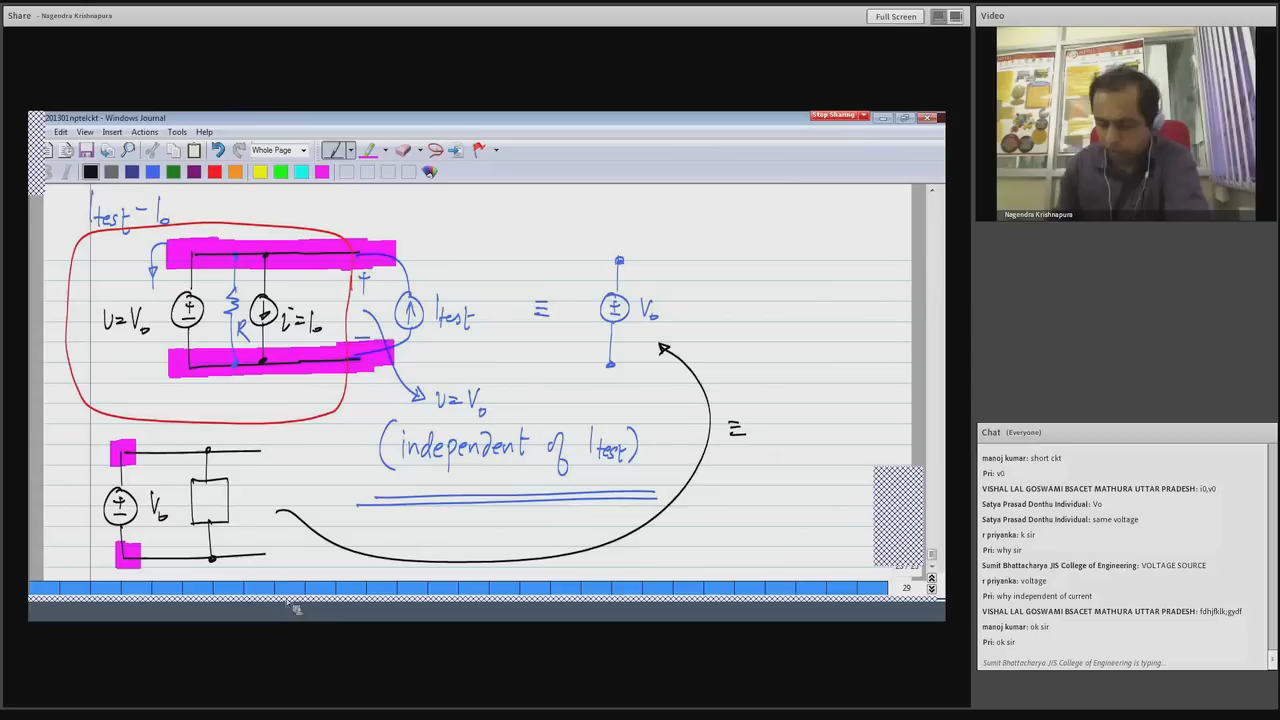 Share - Nagendra Krishnapura
Full Screen
Video
201301nptelckt - Windows Journal
Stop Sharing
Edit View Insert Actions Tools Help
Whole Page
Itest - I0
+
R
V=V0
i=I0
Itest
≡
V0
−
V=V0
(independent of Itest)
≡
V0
29
Nagendra Krishnapura
Chat (Everyone)
manoj kumar: short ckt
Pri: v0
VISHAL LAL GOSWAMI BSACET MATHURA UTTAR PRADESH: i0,v0
Satya Prasad Donthu Individual: Vo
Satya Prasad Donthu Individual: same voltage
r priyanka: k sir
Pri: why sir
Sumit Bhattacharya JIS College of Engineering: VOLTAGE SOURCE
r priyanka: voltage
Pri: why independent of current
VISHAL LAL GOSWAMI BSACET MATHURA UTTAR PRADESH: fdhjfklk;gydf
manoj kumar: ok sir
Pri: ok sir
Sumit Bhattacharya JIS College of Engineering is typing...